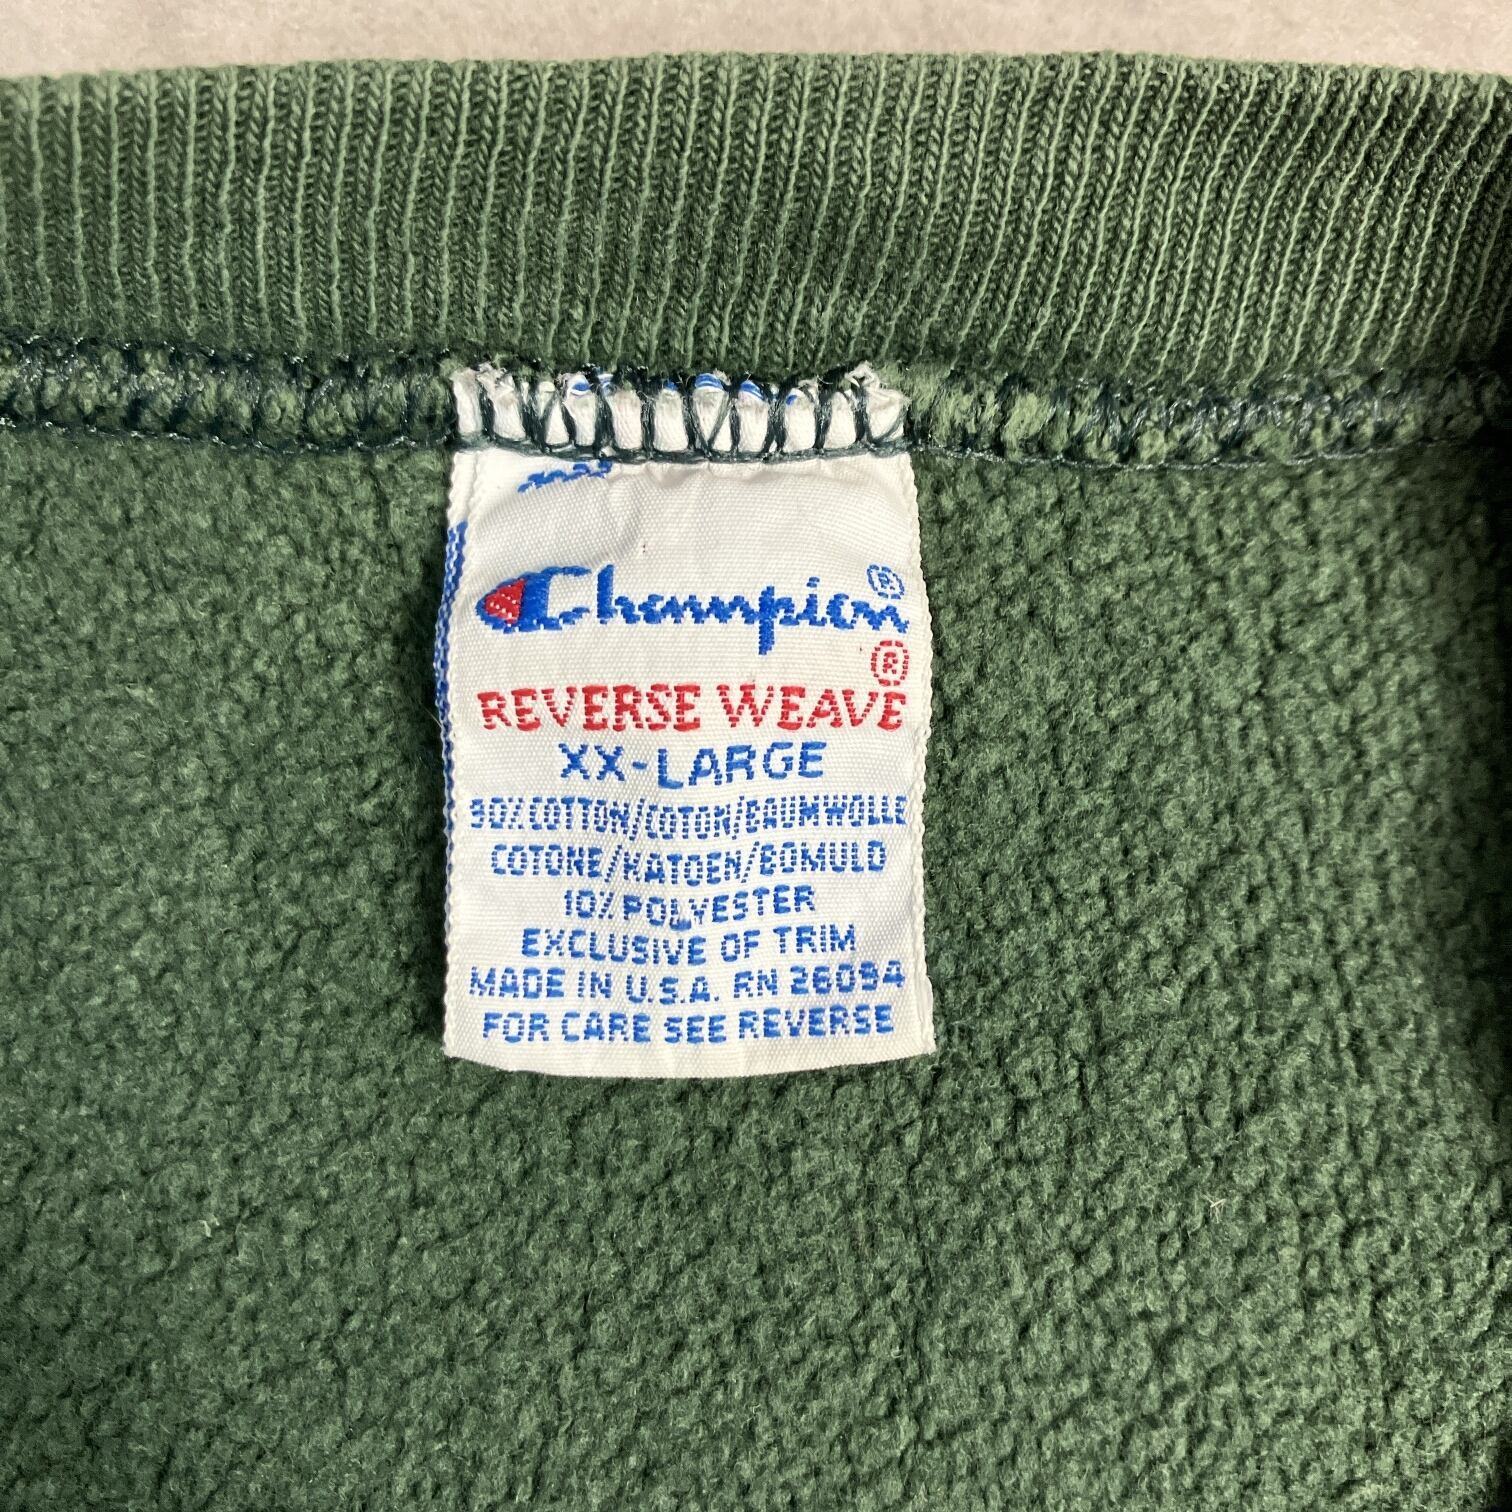 Champion®
®
REVERSE WEAVE
XX-LARGE
90% COTTON/COTON/BAUMWOLLE
COTONE/KATOEN/BOMULD
10% POLYESTER
EXCLUSIVE OF TRIM
MADE IN U.S.A. RN 26094
FOR CARE SEE REVERSE